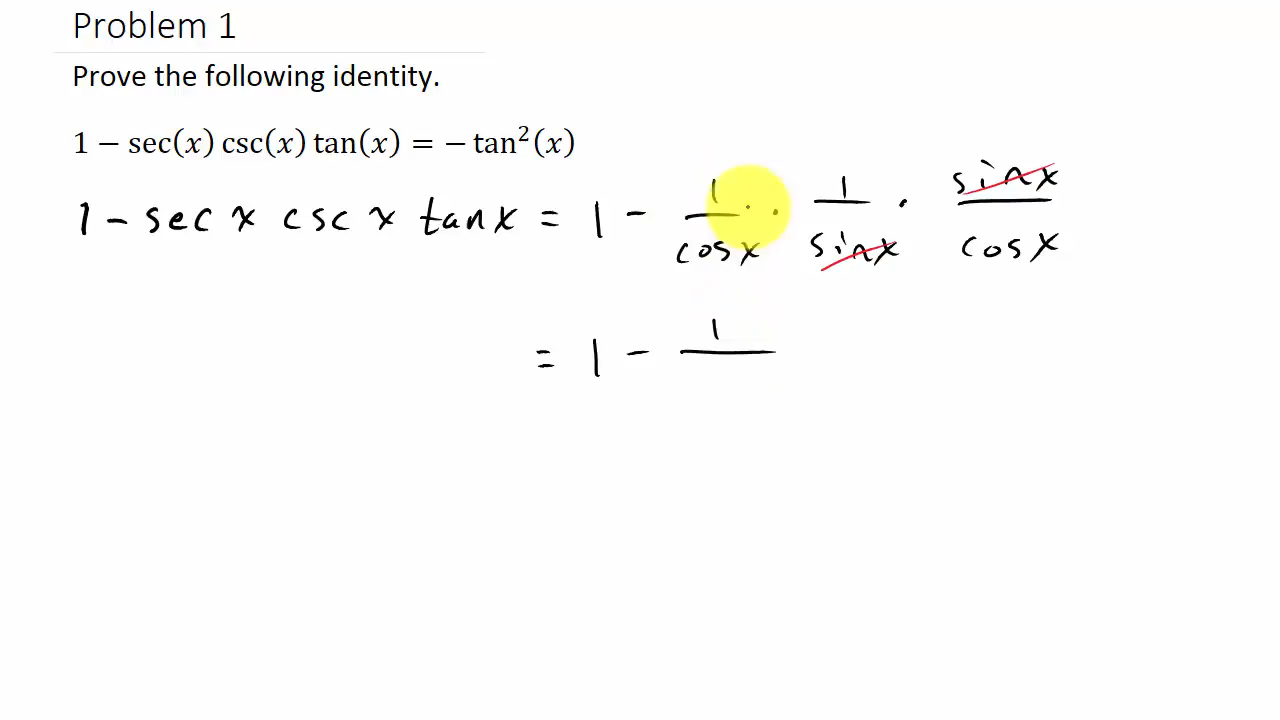 Problem 1
Prove the following identity.
1 − sec(x) csc(x) tan(x) = − tan²(x)
1 - sec x csc x tan x = 1 - 1/cos x · 1/sin x · sin x/cos x
= 1 - 1/